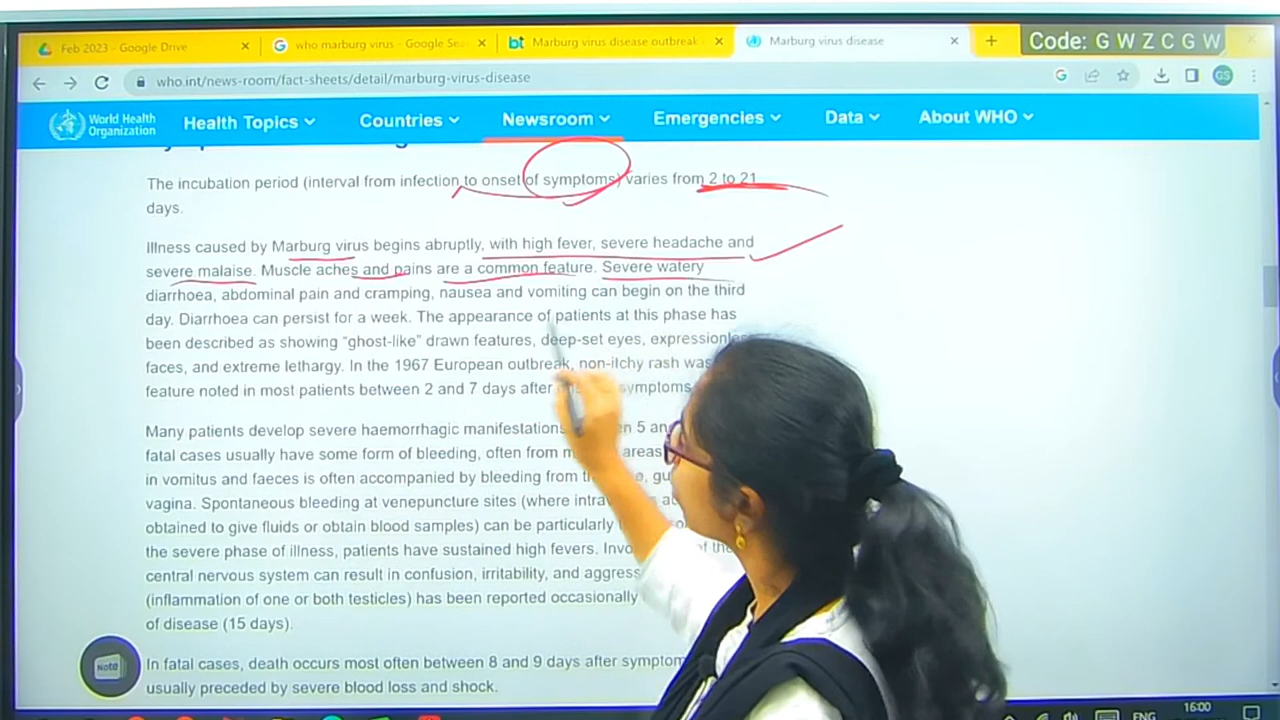 Feb 2023 - Google Drive
who marburg virus - Google Sea
bt Marburg virus disease outbreak
Marburg virus disease
Code: G W Z C G W
who.int/news-room/fact-sheets/detail/marburg-virus-disease
GS
World Health
Organization
Health Topics
Countries
Newsroom
Emergencies
Data
About WHO
The incubation period (interval from infection to onset of symptoms) varies from 2 to 21
days.
Illness caused by Marburg virus begins abruptly, with high fever, severe headache and
severe malaise. Muscle aches and pains are a common feature. Severe watery
diarrhoea, abdominal pain and cramping, nausea and vomiting can begin on the third
day. Diarrhoea can persist for a week. The appearance of patients at this phase has
been described as showing “ghost-like” drawn features, deep-set eyes, expressionle
faces, and extreme lethargy. In the 1967 European outbreak, non-itchy rash was
feature noted in most patients between 2 and 7 days after symptoms
Many patients develop severe haemorrhagic manifestations 5 an
fatal cases usually have some form of bleeding, often from areas
in vomitus and faeces is often accompanied by bleeding from gu
vagina. Spontaneous bleeding at venepuncture sites (where intra
obtained to give fluids or obtain blood samples) can be particularly
the severe phase of illness, patients have sustained high fevers. Invo of the
central nervous system can result in confusion, irritability, and aggress
(inflammation of one or both testicles) has been reported occasionally
of disease (15 days).
Note
In fatal cases, death occurs most often between 8 and 9 days after symptom
usually preceded by severe blood loss and shock.
ENG
16:00